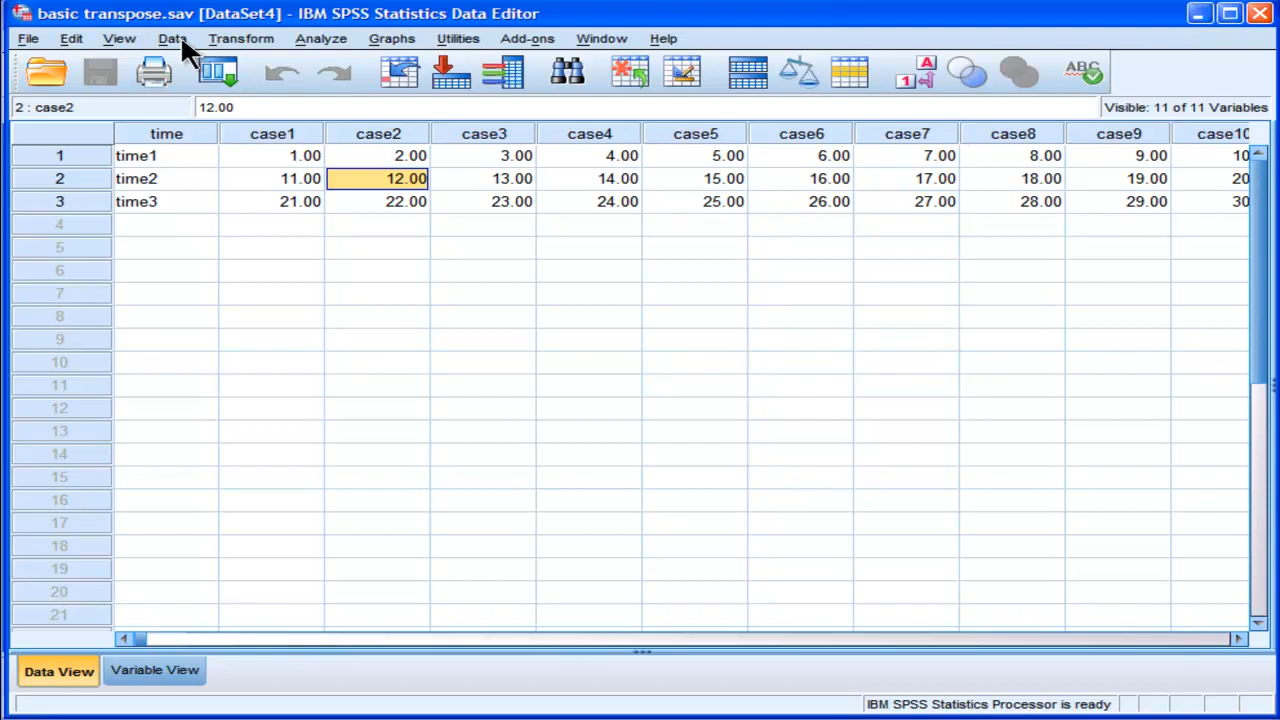 basic transpose.sav [DataSet4] - IBM SPSS Statistics Data Editor
File Edit View Data Transform Analyze Graphs Utilities Add-ons Window Help
1 A ABC
2 : case2 12.00 Visible: 11 of 11 Variables
time case1 case2 case3 case4 case5 case6 case7 case8 case9 case10
1 time1 1.00 2.00 3.00 4.00 5.00 6.00 7.00 8.00 9.00 10
2 time2 11.00 12.00 13.00 14.00 15.00 16.00 17.00 18.00 19.00 20
3 time3 21.00 22.00 23.00 24.00 25.00 26.00 27.00 28.00 29.00 30
4
5
6
7
8
9
10
11
12
13
14
15
16
17
18
19
20
21
Data View Variable View
IBM SPSS Statistics Processor is ready